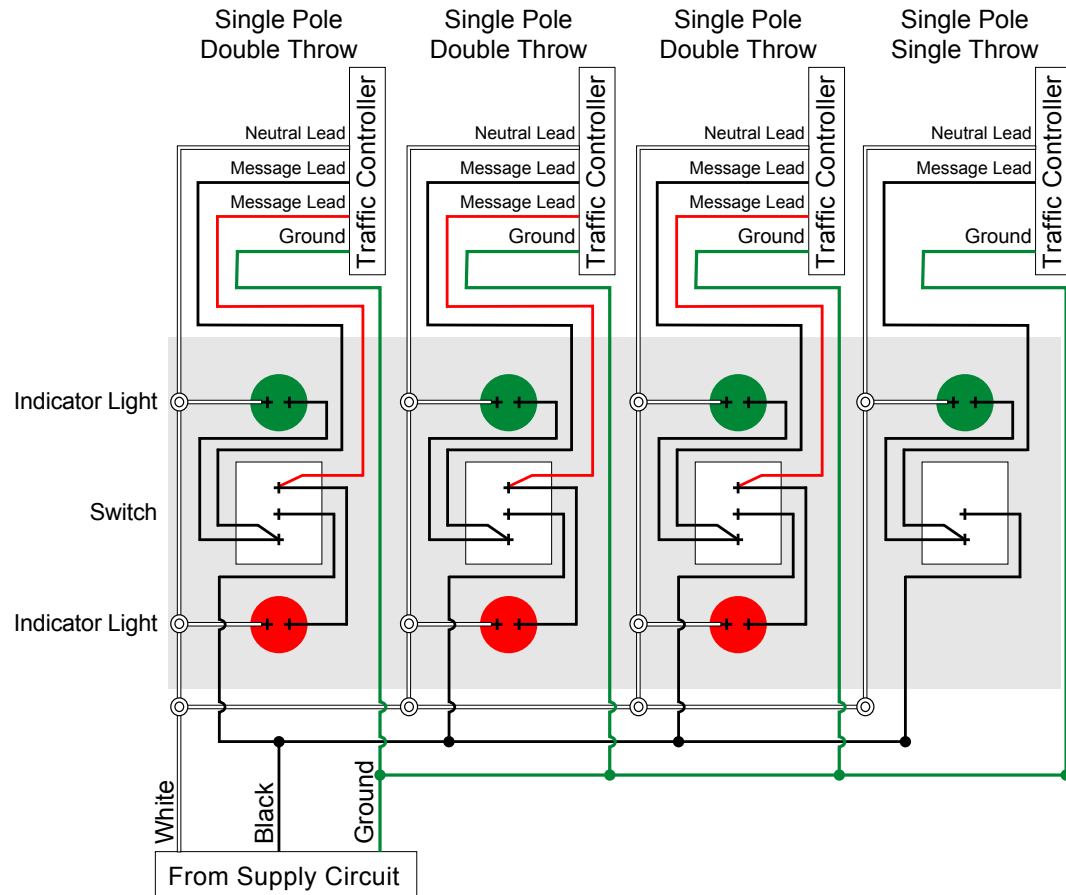 Single Pole
Double Throw
Single Pole
Double Throw
Single Pole
Double Throw
Single Pole
Single Throw
Neutral Lead
Message Lead
Message Lead
Ground
Traffic Controller
Neutral Lead
Message Lead
Message Lead
Ground
Traffic Controller
Neutral Lead
Message Lead
Message Lead
Ground
Traffic Controller
Neutral Lead
Message Lead
Ground
Traffic Controller
Indicator Light
Switch
Indicator Light
White
Black
Ground
From Supply Circuit